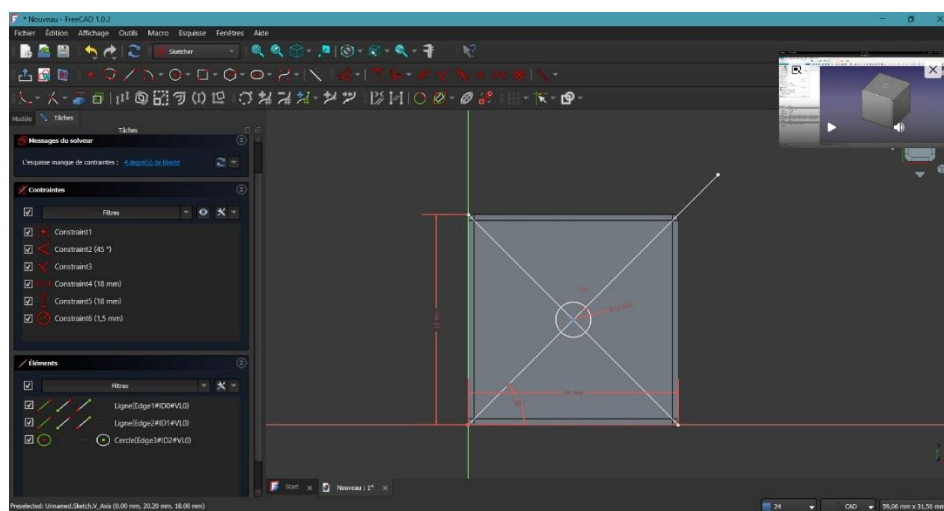 * Nouveau - FreeCAD 1.0.2
Fichier Édition Affichage Outils Macro Esquisse Fenêtres Aide
Sketcher
Modèle Tâches
Tâches
Messages du solveur
L'esquisse manque de contraintes : 4 degré(s) de liberté
Contraintes
Filtres
Constraint1
Constraint2 (45 °)
Constraint3
Constraint4 (18 mm)
Constraint5 (18 mm)
Constraint6 (1,5 mm)
Éléments
Filtres
Ligne(Edge1#ID0#VL0)
Ligne(Edge2#ID1#VL0)
Cercle(Edge3#ID2#VL0)
Start Nouveau : 1*
Preselected: Unnamed.Sketch.V_Axis (0.00 mm, 20.20 mm, 18.00 mm)
24 CAD 59,06 mm x 31,56 mm